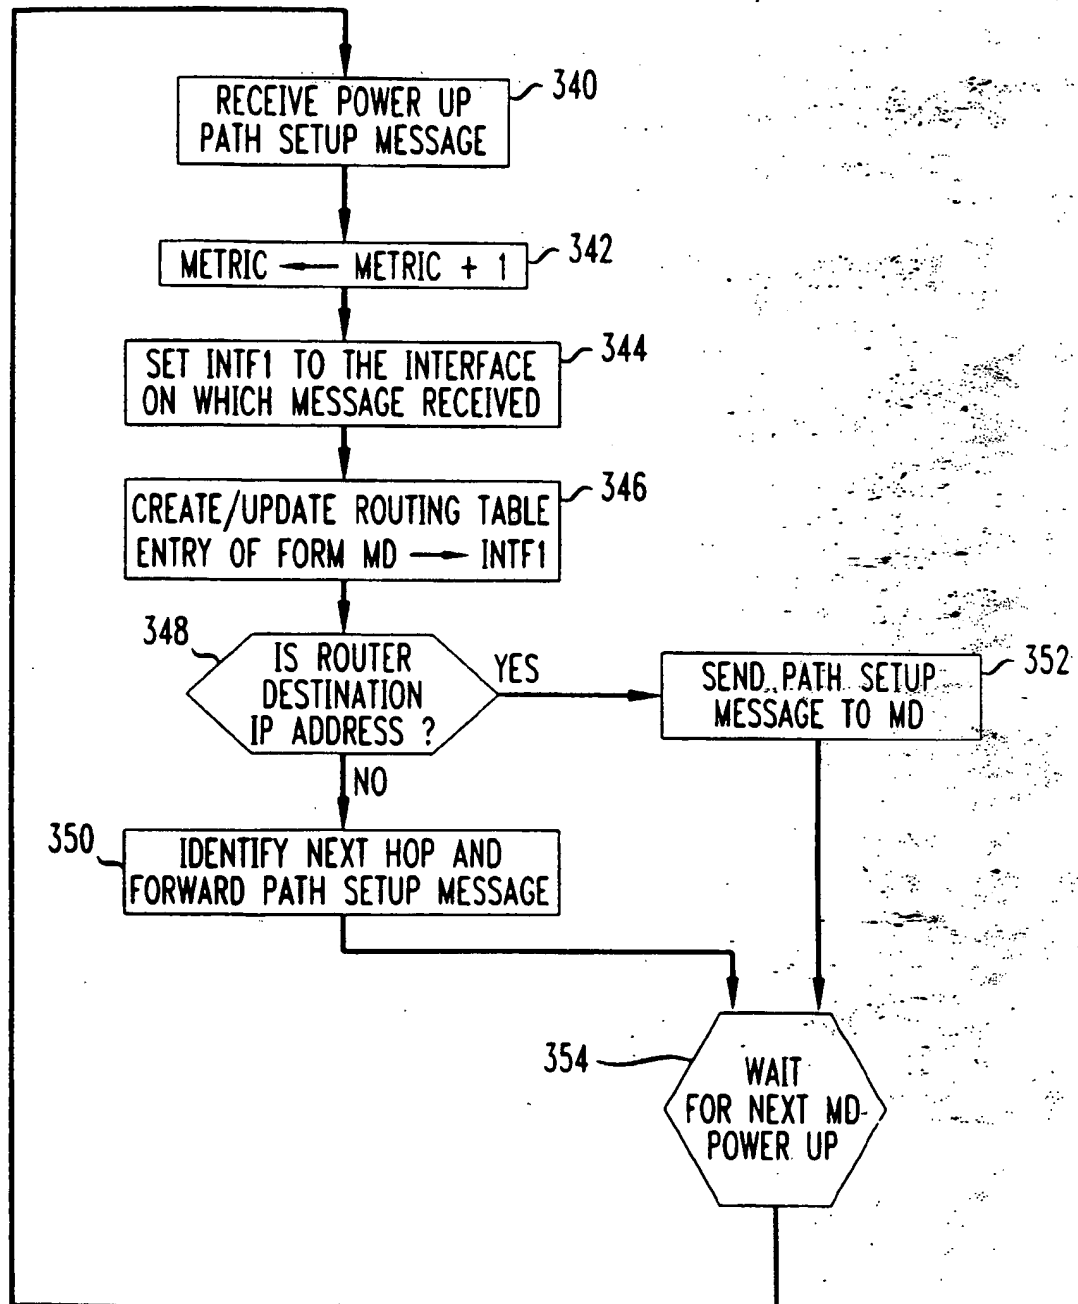 RECEIVE POWER UP
PATH SETUP MESSAGE
340
METRIC ← METRIC + 1
342
SET INTF1 TO THE INTERFACE
ON WHICH MESSAGE RECEIVED
344
CREATE/UPDATE ROUTING TABLE
ENTRY OF FORM MD → INTF1
346
348
IS ROUTER
DESTINATION
IP ADDRESS ?
YES
NO
SEND PATH SETUP
MESSAGE TO MD
352
350
IDENTIFY NEXT HOP AND
FORWARD PATH SETUP MESSAGE
354
WAIT
FOR NEXT MD
POWER UP